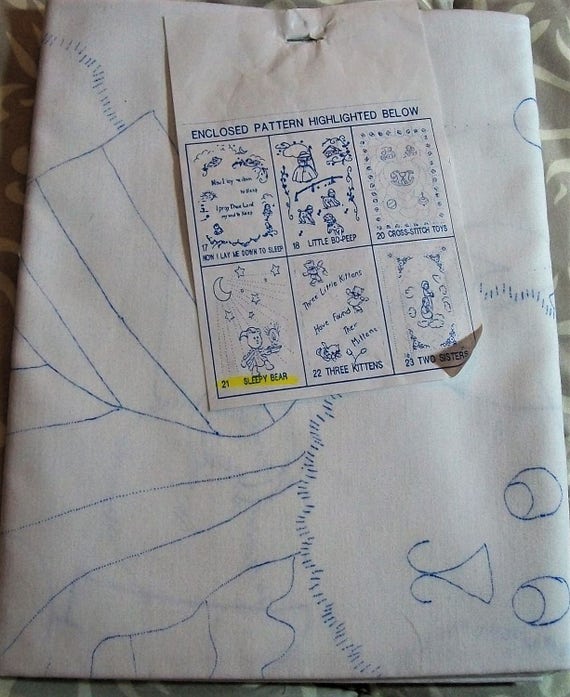 ENCLOSED PATTERN HIGHLIGHTED BELOW
Now I lay me down
to Sleep
I pray Thee Lord
my soul to Keep
17
NOW I LAY ME DOWN TO SLEEP
18 LITTLE BO-PEEP
20 CROSS-STITCH TOYS
Three Little Kittens
Have Found
Their
Mittens
21 SLEEPY BEAR
22 THREE KITTENS
23 TWO SISTERS